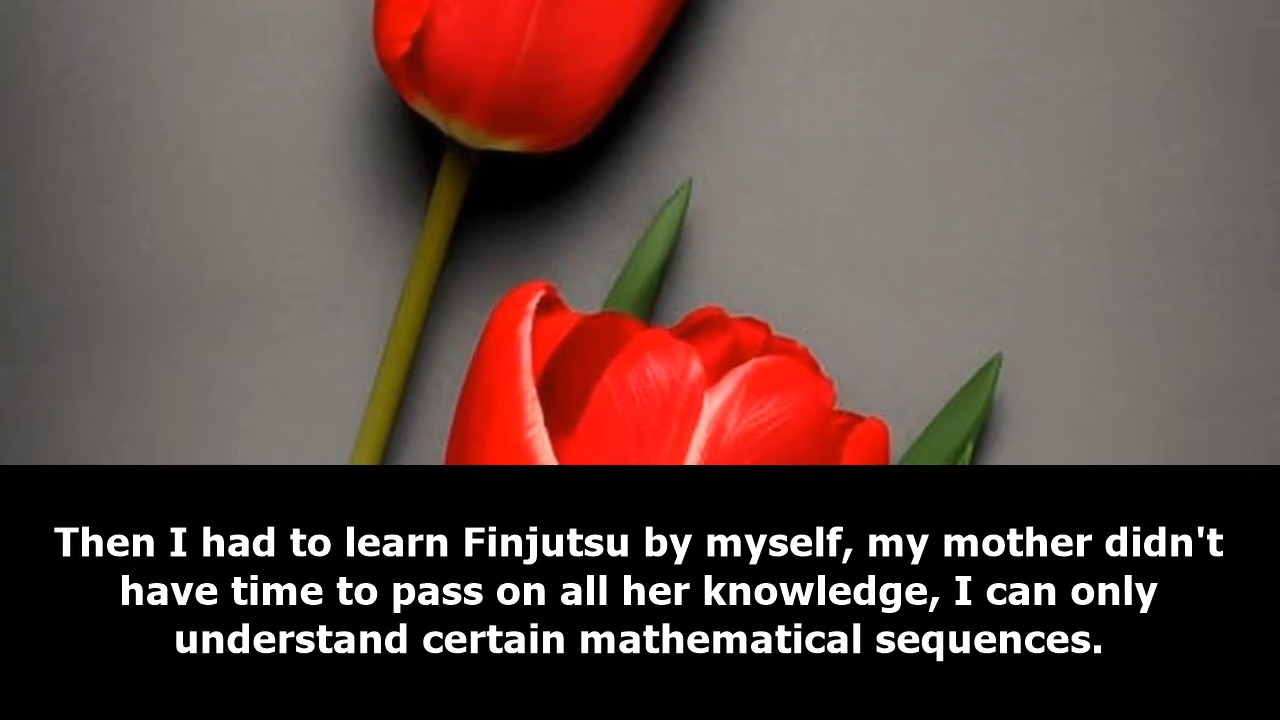 Then I had to learn Finjutsu by myself, my mother didn't
have time to pass on all her knowledge, I can only
understand certain mathematical sequences.